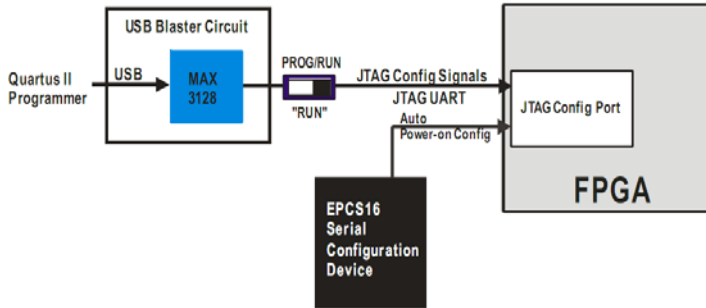 USB Blaster Circuit
Quartus II
Programmer
USB
MAX
3128
PROG/RUN
"RUN"
JTAG Config Signals
JTAG UART
Auto
Power-on Config
JTAG Config Port
FPGA
EPCS16
Serial
Configuration
Device